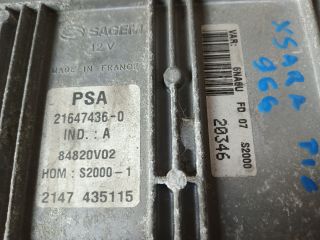 SAGEM
12 V
MADE IN FRANCE
PSA
21647436-0
IND. : A
84820V02
HOM : S2000-1
2147 435115
VAR:
6NA6U FD 07 S2000
20346
XSARA
966